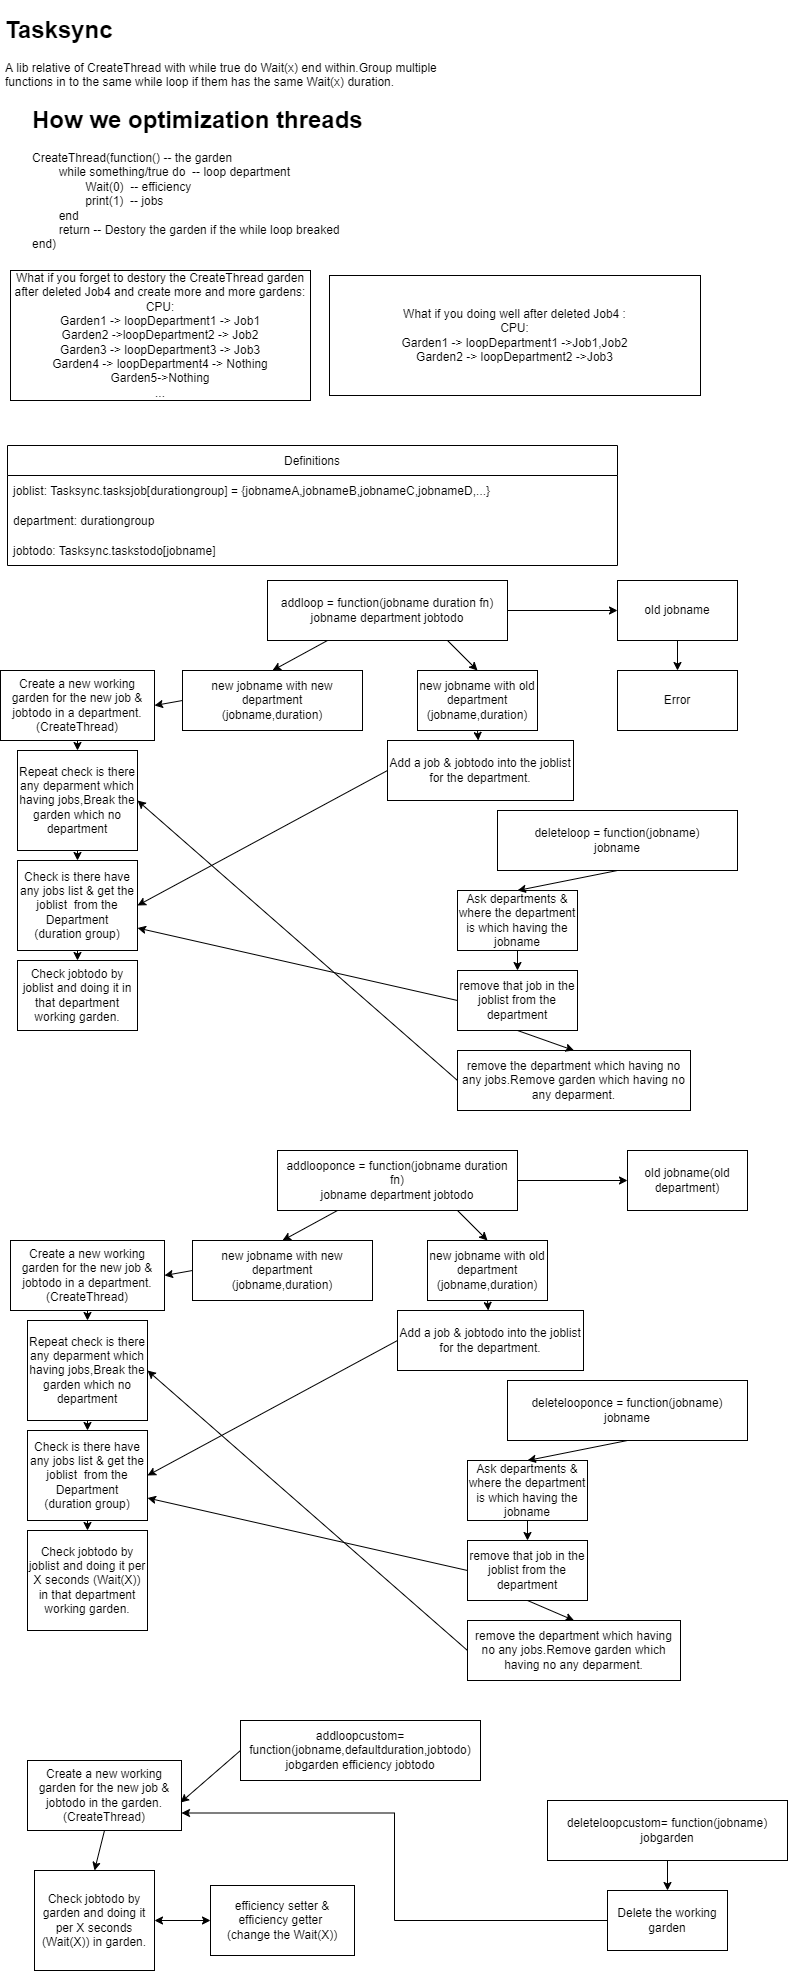 Tasksync
A lib relative of CreateThread with while true do Wait(x) end within.Group multiple
functions in to the same while loop if them has the same Wait(x) duration.
How we optimization threads
CreateThread(function() -- the garden
while something/true do  -- loop department
Wait(0)  -- efficiency
print(1)  -- jobs
end
return -- Destory the garden if the while loop breaked
end)
What if you forget to destory the CreateThread garden
after deleted Job4 and create more and more gardens:
CPU:
Garden1 -> loopDepartment1 -> Job1
Garden2 ->loopDepartment2 -> Job2
Garden3 -> loopDepartment3 -> Job3
Garden4 -> loopDepartment4 -> Nothing
Garden5->Nothing
...
What if you doing well after deleted Job4 :
CPU:
Garden1 -> loopDepartment1 ->Job1,Job2
Garden2 -> loopDepartment2 ->Job3
Definitions
joblist: Tasksync.tasksjob[durationgroup] = {jobnameA,jobnameB,jobnameC,jobnameD,...}
department: durationgroup
jobtodo: Tasksync.taskstodo[jobname]
addloop = function(jobname duration fn)
jobname department jobtodo
old jobname
Create a new working
garden for the new job &
jobtodo in a department.
(CreateThread)
new jobname with new
department
(jobname,duration)
new jobname with old
department
(jobname,duration)
Error
Repeat check is there
any deparment which
having jobs,Break the
garden which no
department
Add a job & jobtodo into the joblist
for the department.
deleteloop = function(jobname)
jobname
Check is there have
any jobs list & get the
joblist  from the
Department
(duration group)
Ask departments &
where the department
is which having the
jobname
Check jobtodo by
joblist and doing it in
that department
working garden.
remove that job in the
joblist from the
department
remove the department which having no
any jobs.Remove garden which having no
any deparment.
addlooponce = function(jobname duration
fn)
jobname department jobtodo
old jobname(old
department)
Create a new working
garden for the new job &
jobtodo in a department.
(CreateThread)
new jobname with new
department
(jobname,duration)
new jobname with old
department
(jobname,duration)
Repeat check is there
any deparment which
having jobs,Break the
garden which no
department
Add a job & jobtodo into the joblist
for the department.
deletelooponce = function(jobname)
jobname
Check is there have
any jobs list & get the
joblist  from the
Department
(duration group)
Ask departments &
where the department
is which having the
jobname
Check jobtodo by
joblist and doing it per
X seconds (Wait(X))
in that department
working garden.
remove that job in the
joblist from the
department
remove the department which having
no any jobs.Remove garden which
having no any deparment.
addloopcustom=
function(jobname,defaultduration,jobtodo)
jobgarden efficiency jobtodo
Create a new working
garden for the new job &
jobtodo in the garden.
(CreateThread)
deleteloopcustom= function(jobname)
jobgarden
Check jobtodo by
garden and doing it
per X seconds
(Wait(X)) in garden.
efficiency setter &
efficiency getter
(change the Wait(X))
Delete the working
garden